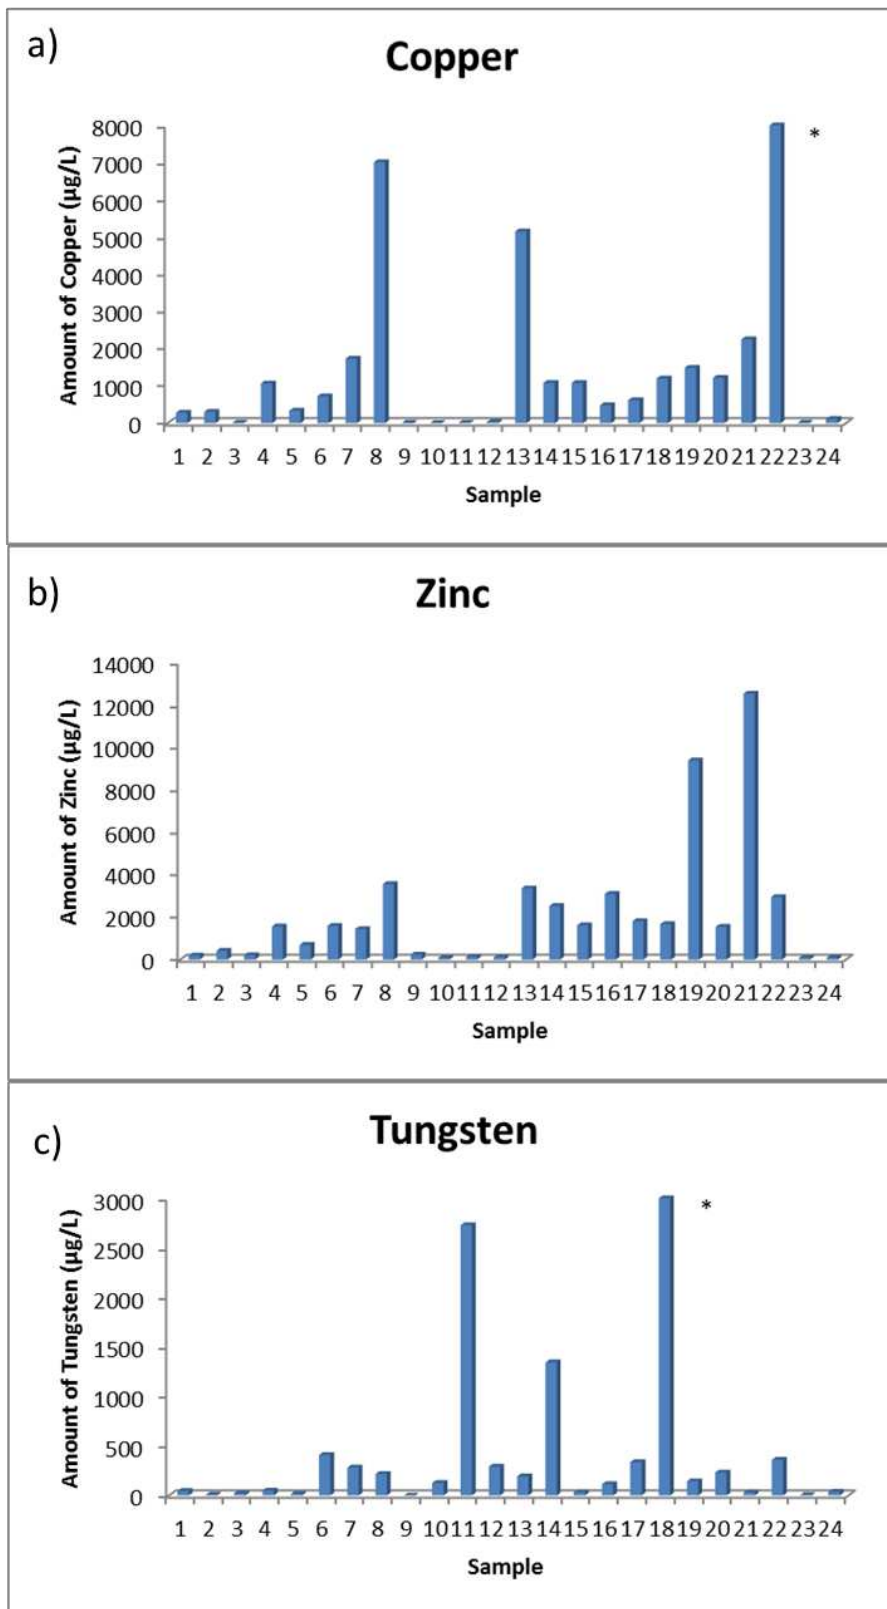 a)
Copper
Amount of Copper (µg/L)
8000
7000
6000
5000
4000
3000
2000
1000
0
*
1 2 3 4 5 6 7 8 9 10 11 12 13 14 15 16 17 18 19 20 21 22 23 24
Sample
b)
Zinc
Amount of Zinc (µg/L)
14000
12000
10000
8000
6000
4000
2000
0
1 2 3 4 5 6 7 8 9 10 11 12 13 14 15 16 17 18 19 20 21 22 23 24
Sample
c)
Tungsten
Amount of Tungsten (µg/L)
3000
2500
2000
1500
1000
500
0
*
1 2 3 4 5 6 7 8 9 10 11 12 13 14 15 16 17 18 19 20 21 22 23 24
Sample